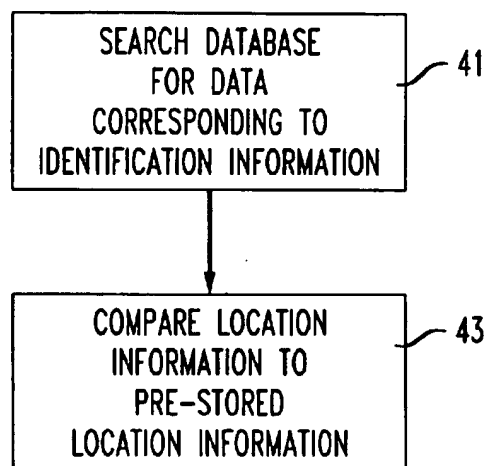 SEARCH DATABASE
FOR DATA
CORRESPONDING TO
IDENTIFICATION INFORMATION
41
COMPARE LOCATION
INFORMATION TO
PRE-STORED
LOCATION INFORMATION
43